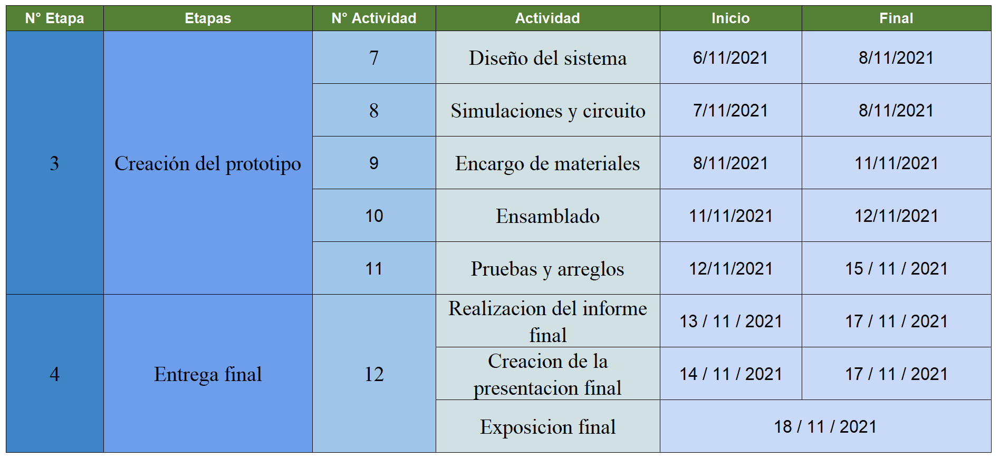 N° Etapa Etapas N° Actividad Actividad Inicio Final
3 Creación del prototipo 7 Diseño del sistema 6/11/2021 8/11/2021
8 Simulaciones y circuito 7/11/2021 8/11/2021
9 Encargo de materiales 8/11/2021 11/11/2021
10 Ensamblado 11/11/2021 12/11/2021
11 Pruebas y arreglos 12/11/2021 15 / 11 / 2021
4 Entrega final 12 Realizacion del informe
final 13 / 11 / 2021 17 / 11 / 2021
Creacion de la
presentacion final 14 / 11 / 2021 17 / 11 / 2021
Exposicion final 18 / 11 / 2021